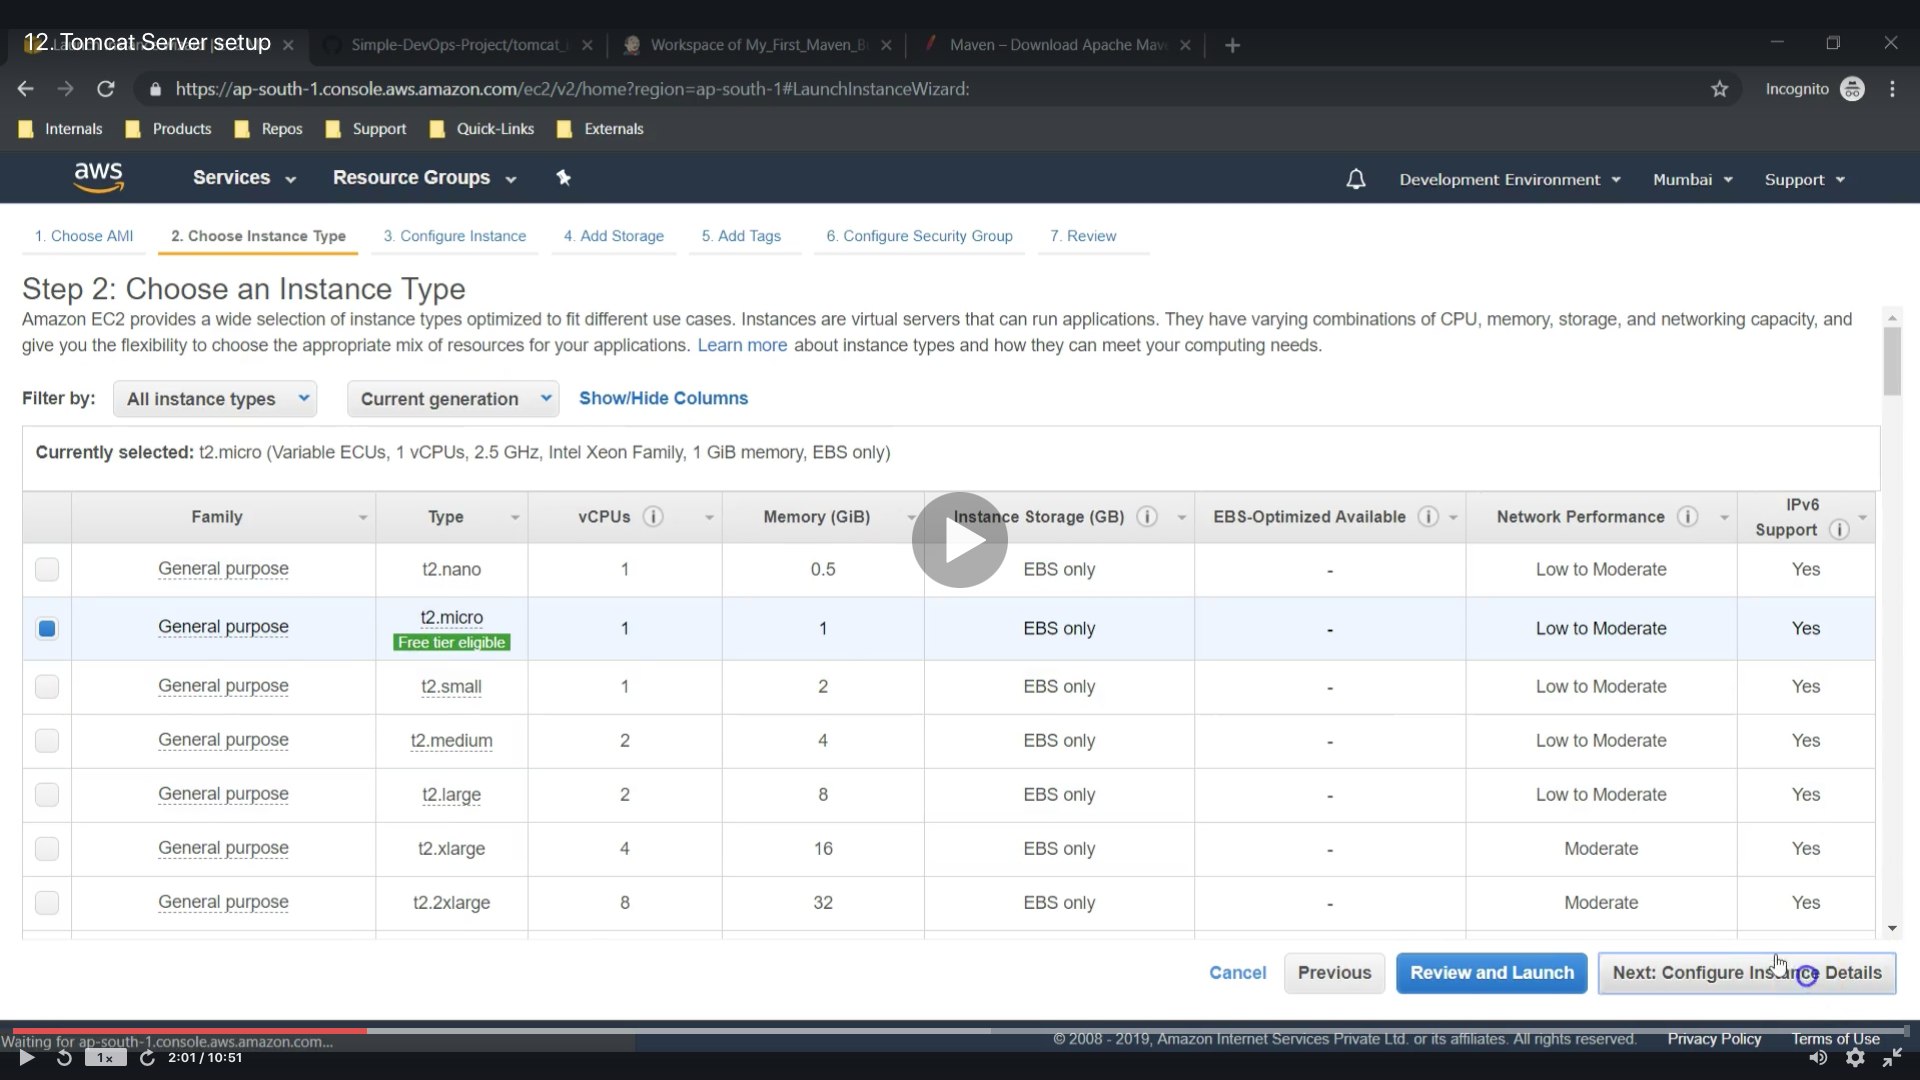 12. Tomcat Server setup
Simple-DevOps-Project/tomcat_
Workspace of My_First_Maven_B
Maven – Download Apache Mav
https://ap-south-1.console.aws.amazon.com/ec2/v2/home?region=ap-south-1#LaunchInstanceWizard:
Incognito
Internals Products Repos Support Quick-Links Externals
aws Services Resource Groups Development Environment Mumbai Support
1. Choose AMI 2. Choose Instance Type 3. Configure Instance 4. Add Storage 5. Add Tags 6. Configure Security Group 7. Review
Step 2: Choose an Instance Type
Amazon EC2 provides a wide selection of instance types optimized to fit different use cases. Instances are virtual servers that can run applications. They have varying combinations of CPU, memory, storage, and networking capacity, and
give you the flexibility to choose the appropriate mix of resources for your applications. Learn more about instance types and how they can meet your computing needs.
Filter by: All instance types Current generation Show/Hide Columns
Currently selected: t2.micro (Variable ECUs, 1 vCPUs, 2.5 GHz, Intel Xeon Family, 1 GiB memory, EBS only)
Family Type vCPUs Memory (GiB) Instance Storage (GB) EBS-Optimized Available Network Performance IPv6 Support
General purpose t2.nano 1 0.5 EBS only - Low to Moderate Yes
General purpose t2.micro Free tier eligible 1 1 EBS only - Low to Moderate Yes
General purpose t2.small 1 2 EBS only - Low to Moderate Yes
General purpose t2.medium 2 4 EBS only - Low to Moderate Yes
General purpose t2.large 2 8 EBS only - Low to Moderate Yes
General purpose t2.xlarge 4 16 EBS only - Moderate Yes
General purpose t2.2xlarge 8 32 EBS only - Moderate Yes
Cancel Previous Review and Launch Next: Configure Instance Details
Waiting for ap-south-1.console.aws.amazon.com...
© 2008 - 2019, Amazon Internet Services Private Ltd. or its affiliates. All rights reserved. Privacy Policy Terms of Use
1x 2:01 / 10:51